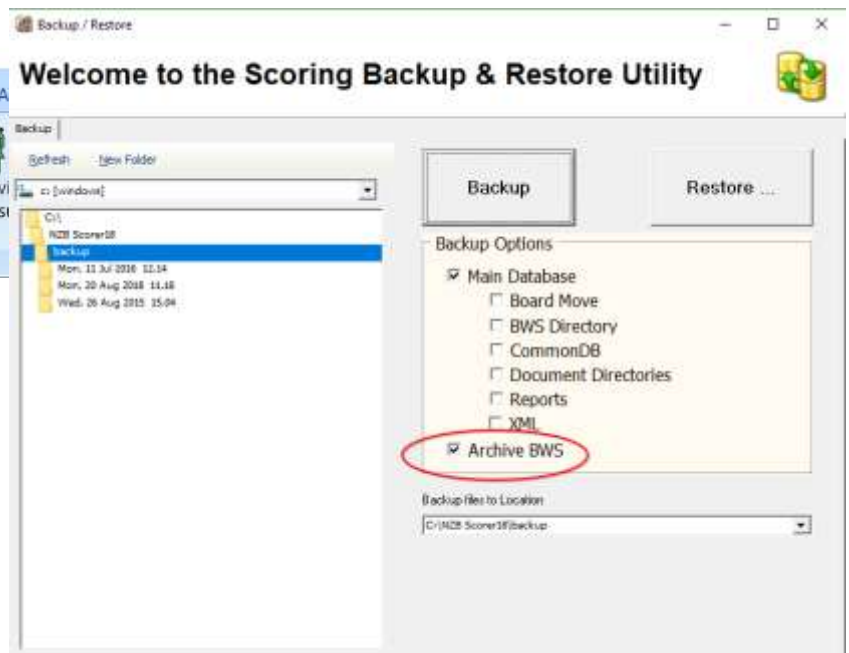 Backup / Restore
Welcome to the Scoring Backup & Restore Utility
Backup
Refresh New Folder
c: [windows]
C:\
NZB Scorer18
backup
Mon, 11 Jul 2016 12.14
Mon, 20 Aug 2018 11.18
Wed, 26 Aug 2015 15.04
Backup
Restore ...
Backup Options
Main Database
Board Move
BWS Directory
CommonDB
Document Directories
Reports
XML
Archive BWS
Backup files to Location
C:\NZB Scorer18\backup